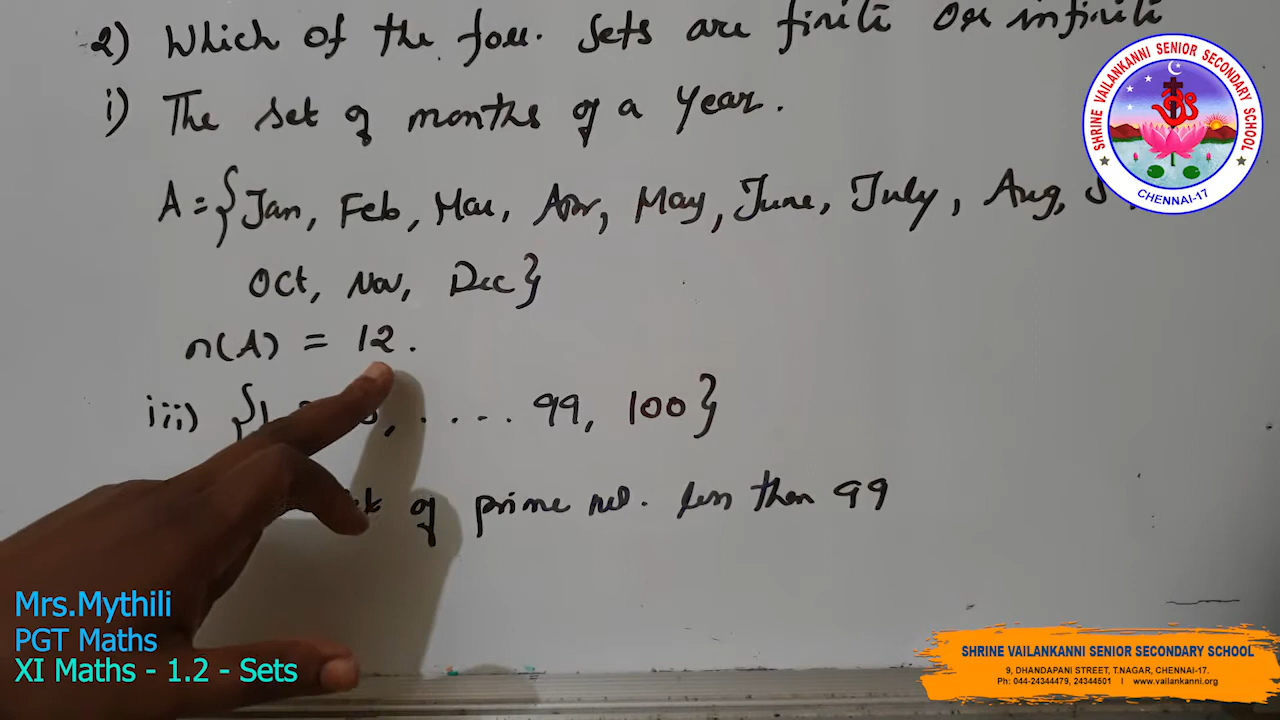 2) Which of the foll. sets are finite or infinite
i) The set of months of a year.
A = {Jan, Feb, Mar, Apr, May, June, July, Aug,
Oct, Nov, Dec}
n(A) = 12.
iii) {1, ..... 99, 100}
of prime no. less than 99
SHRINE VAILANKANNI SENIOR SECONDARY SCHOOL
CHENNAI-17
Mrs.Mythili
PGT Maths
XI Maths - 1.2 - Sets
SHRINE VAILANKANNI SENIOR SECONDARY SCHOOL
9, DHANDAPANI STREET, T.NAGAR, CHENNAI-17.
Ph: 044-24344479, 24344501 I www.vailankanni.org